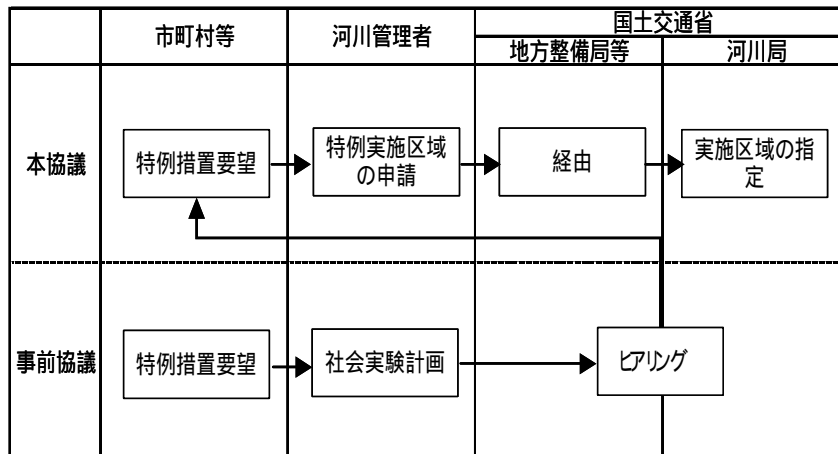 市町村等
河川管理者
国土交通省
地方整備局等
河川局
本協議
特例措置要望
特例実施区域
の申請
経由
実施区域の指
定
事前協議
特例措置要望
社会実験計画
ヒアリング